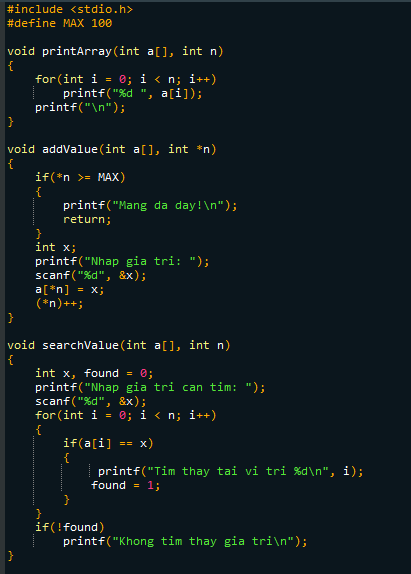 #include <stdio.h>
#define MAX 100
void printArray(int a[], int n)
{
    for(int i = 0; i < n; i++)
        printf("%d ", a[i]);
    printf("\n");
}
void addValue(int a[], int *n)
{
    if(*n >= MAX)
    {
        printf("Mang da day!\n");
        return;
    }
    int x;
    printf("Nhap gia tri: ");
    scanf("%d", &x);
    a[*n] = x;
    (*n)++;
}
void searchValue(int a[], int n)
{
    int x, found = 0;
    printf("Nhap gia tri can tim: ");
    scanf("%d", &x);
    for(int i = 0; i < n; i++)
    {
        if(a[i] == x)
        {
             printf("Tim thay tai vi tri %d\n", i);
            found = 1;
        }
    }
    if(!found)
        printf("Khong tim thay gia tri\n");
}